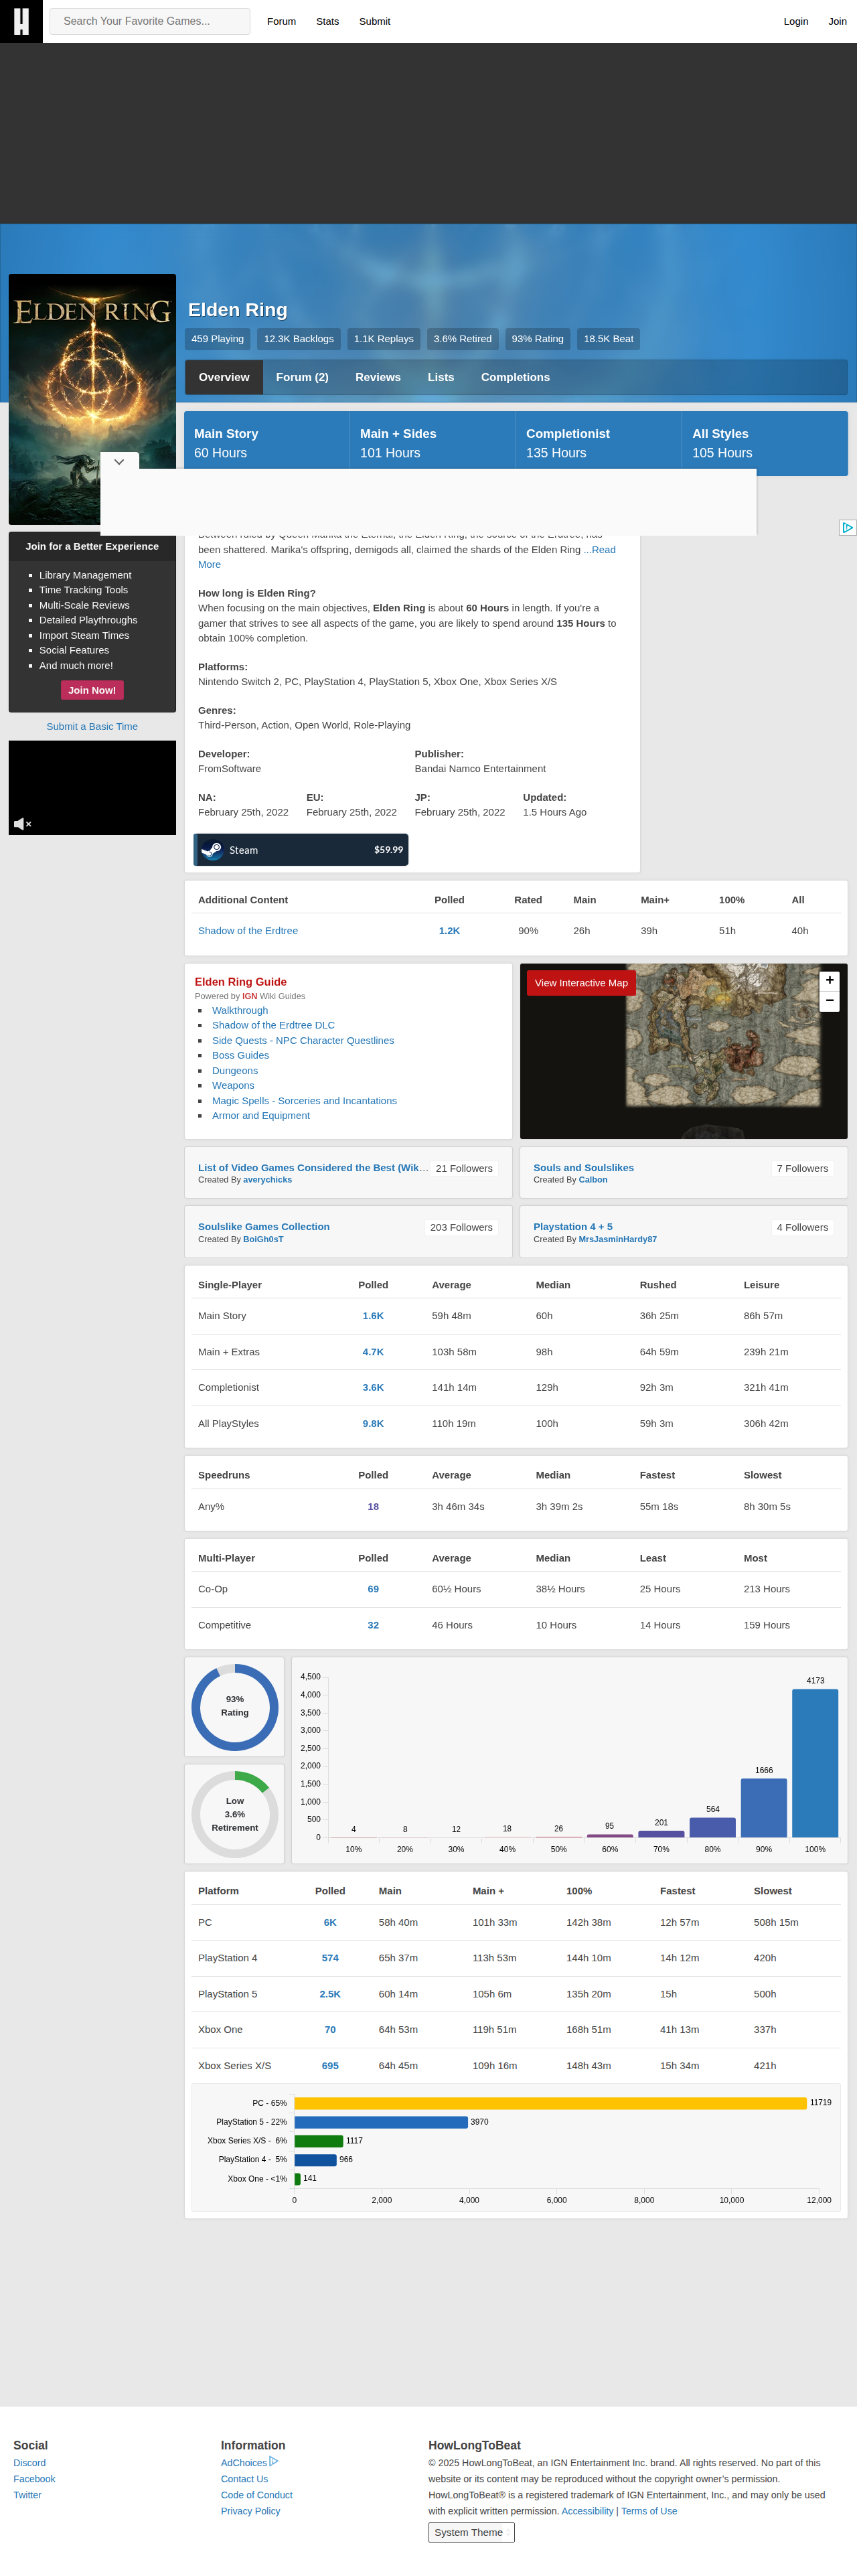 Search Your Favorite Games...
Forum
Stats
Submit
Login
Join
ELDEN RING
Elden Ring
459 Playing
12.3K Backlogs
1.1K Replays
3.6% Retired
93% Rating
18.5K Beat
Overview
Forum (2)
Reviews
Lists
Completions
Main Story
60 Hours
Main + Sides
101 Hours
Completionist
135 Hours
All Styles
105 Hours
Join for a Better Experience
Library Management
Time Tracking Tools
Multi-Scale Reviews
Detailed Playthroughs
Import Steam Times
Social Features
And much more!
Join Now!
Submit a Basic Time
Between ruled by Queen Marika the Eternal, the Elden Ring, the source of the Erdtree, has
been shattered. Marika's offspring, demigods all, claimed the shards of the Elden Ring ...Read
More
How long is Elden Ring?
When focusing on the main objectives, Elden Ring is about 60 Hours in length. If you're a
gamer that strives to see all aspects of the game, you are likely to spend around 135 Hours to
obtain 100% completion.
Platforms:
Nintendo Switch 2, PC, PlayStation 4, PlayStation 5, Xbox One, Xbox Series X/S
Genres:
Third-Person, Action, Open World, Role-Playing
Developer:
FromSoftware
Publisher:
Bandai Namco Entertainment
NA:
February 25th, 2022
EU:
February 25th, 2022
JP:
February 25th, 2022
Updated:
1.5 Hours Ago
Steam
$59.99
Additional Content Polled Rated Main Main+ 100% All
Shadow of the Erdtree 1.2K 90% 26h 39h 51h 40h
Elden Ring Guide
Powered by IGN Wiki Guides
Walkthrough
Shadow of the Erdtree DLC
Side Quests - NPC Character Questlines
Boss Guides
Dungeons
Weapons
Magic Spells - Sorceries and Incantations
Armor and Equipment
View Interactive Map
+
−
List of Video Games Considered the Best (Wik...
21 Followers
Created By averychicks
Souls and Soulslikes
7 Followers
Created By Calbon
Soulslike Games Collection
203 Followers
Created By BoiGh0sT
Playstation 4 + 5
4 Followers
Created By MrsJasminHardy87
Single-Player Polled Average Median Rushed Leisure
Main Story 1.6K 59h 48m 60h 36h 25m 86h 57m
Main + Extras 4.7K 103h 58m 98h 64h 59m 239h 21m
Completionist 3.6K 141h 14m 129h 92h 3m 321h 41m
All PlayStyles 9.8K 110h 19m 100h 59h 3m 306h 42m
Speedruns Polled Average Median Fastest Slowest
Any% 18 3h 46m 34s 3h 39m 2s 55m 18s 8h 30m 5s
Multi-Player Polled Average Median Least Most
Co-Op 69 60½ Hours 38½ Hours 25 Hours 213 Hours
Competitive 32 46 Hours 10 Hours 14 Hours 159 Hours
93%
Rating
Low
3.6%
Retirement
4,500
4,000
3,500
3,000
2,500
2,000
1,500
1,000
500
0
4 8 12 18 26 95 201 564 1666 4173
10% 20% 30% 40% 50% 60% 70% 80% 90% 100%
Platform Polled Main Main + 100% Fastest Slowest
PC 6K 58h 40m 101h 33m 142h 38m 12h 57m 508h 15m
PlayStation 4 574 65h 37m 113h 53m 144h 10m 14h 12m 420h
PlayStation 5 2.5K 60h 14m 105h 6m 135h 20m 15h 500h
Xbox One 70 64h 53m 119h 51m 168h 51m 41h 13m 337h
Xbox Series X/S 695 64h 45m 109h 16m 148h 43m 15h 34m 421h
PC - 65% 11719
PlayStation 5 - 22% 3970
Xbox Series X/S - 6% 1117
PlayStation 4 - 5% 966
Xbox One - <1% 141
0 2,000 4,000 6,000 8,000 10,000 12,000
Social
Discord
Facebook
Twitter
Information
AdChoices
Contact Us
Code of Conduct
Privacy Policy
HowLongToBeat
© 2025 HowLongToBeat, an IGN Entertainment Inc. brand. All rights reserved. No part of this
website or its content may be reproduced without the copyright owner's permission.
HowLongToBeat® is a registered trademark of IGN Entertainment, Inc., and may only be used
with explicit written permission. Accessibility | Terms of Use
System Theme